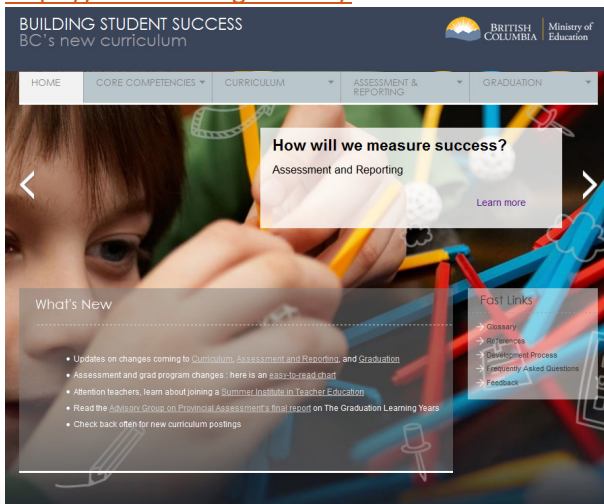 BUILDING STUDENT SUCCESS
BC's new curriculum
BRITISH
COLUMBIA
Ministry of
Education
HOME
CORE COMPETENCIES
CURRICULUM
ASSESSMENT &
REPORTING
GRADUATION
How will we measure success?
Assessment and Reporting
Learn more
What's New
Updates on changes coming to Curriculum, Assessment and Reporting, and Graduation
Assessment and grad program changes : here is an easy-to-read chart
Attention teachers, learn about joining a Summer Institute in Teacher Education
Read the Advisory Group on Provincial Assessment's final report on The Graduation Learning Years
Check back often for new curriculum postings
Fast Links
Glossary
References
Development Process
Frequently Asked Questions
Feedback